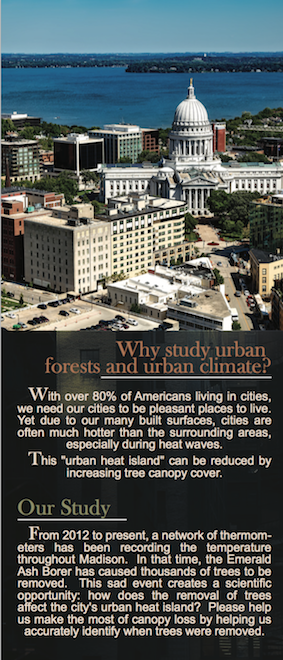 Why study urban
forests and urban climate?
With over 80% of Americans living in cities,
we need our cities to be pleasant places to live.
Yet due to our many built surfaces, cities are
often much hotter than the surrounding areas,
especially during heat waves.
This "urban heat island" can be reduced by
increasing tree canopy cover.
Our Study
From 2012 to present, a network of thermom-
eters has been recording the temperature
throughout Madison. In that time, the Emerald
Ash Borer has caused thousands of trees to be
removed. This sad event creates a scientific
opportunity: how does the removal of trees
affect the city's urban heat island? Please help
us make the most of canopy loss by helping us
accurately identify when trees were removed.